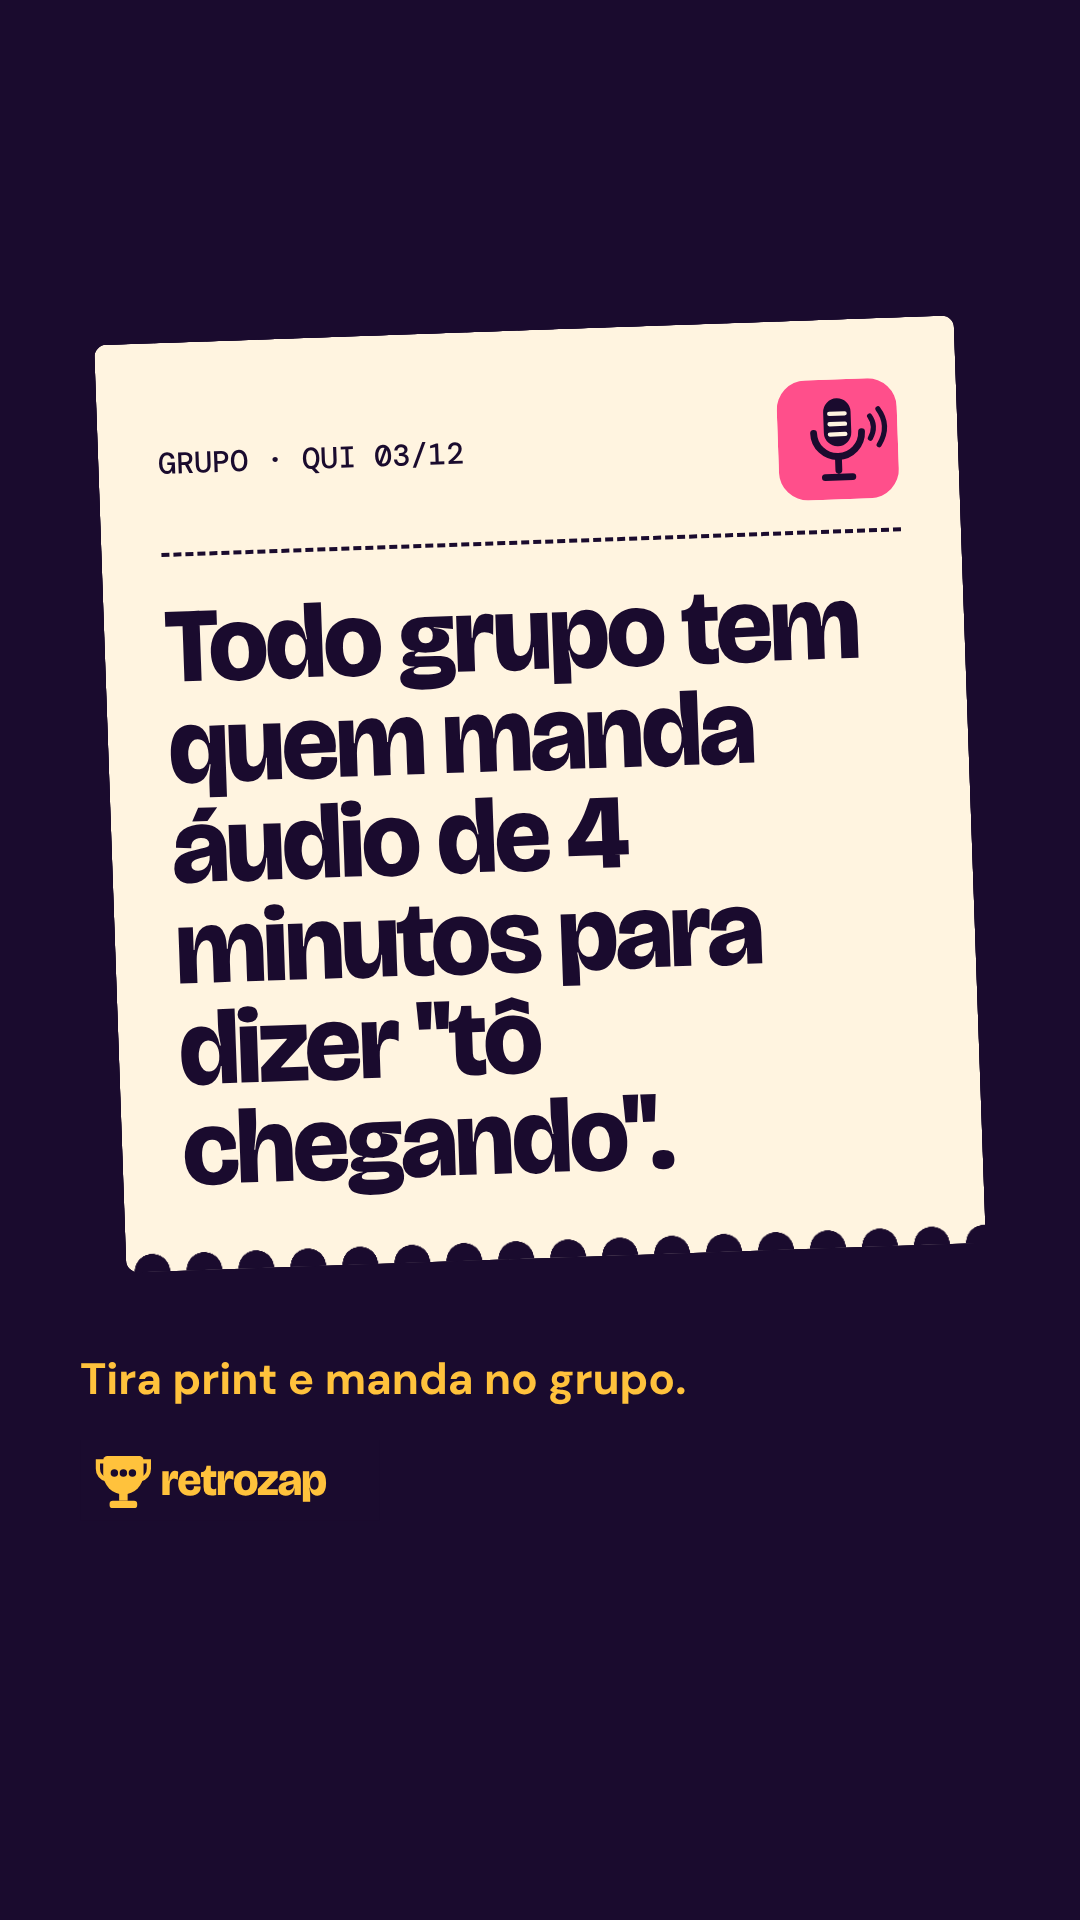 GRUPO · QUI 03/12
Todo grupo tem
quem manda
áudio de 4
minutos para
dizer "tô
chegando".
Tira print e manda no grupo.
retrozap